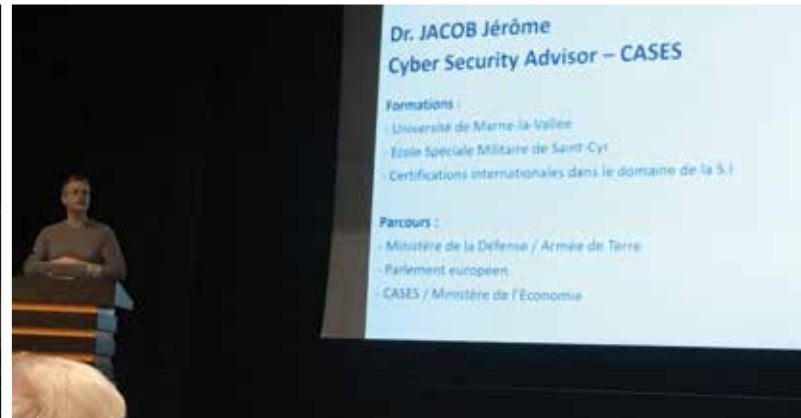 Dr. JACOB Jérôme
Cyber Security Advisor – CASES
Formations :
- Université de Marne-la-Vallée
- Ecole Spéciale Militaire de Saint-Cyr
- Certifications internationales dans le domaine de la S.I
Parcours :
- Ministère de la Défense / Armée de Terre
- Parlement européen
- CASES / Ministère de l'Economie